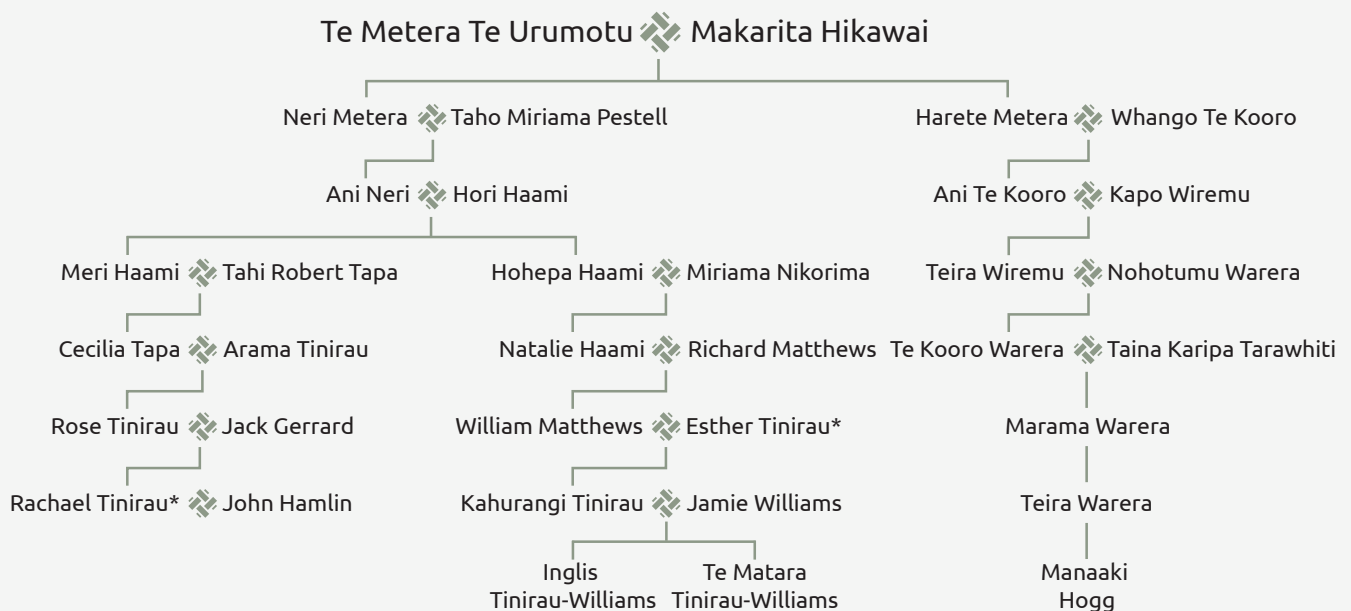 Te Metera Te Urumotu Makarita Hikawai
Neri Metera Taho Miriama Pestell Harete Metera Whango Te Kooro
Ani Neri Hori Haami Ani Te Kooro Kapo Wiremu
Meri Haami Tahi Robert Tapa Hohepa Haami Miriama Nikorima Teira Wiremu Nohotumu Warera
Cecilia Tapa Arama Tinirau Natalie Haami Richard Matthews Te Kooro Warera Taina Karipa Tarawhiti
Rose Tinirau Jack Gerrard William Matthews Esther Tinirau* Marama Warera
Rachael Tinirau* John Hamlin Kahurangi Tinirau Jamie Williams Teira Warera
Inglis Te Matara Manaaki
Tinirau-Williams Tinirau-Williams Hogg